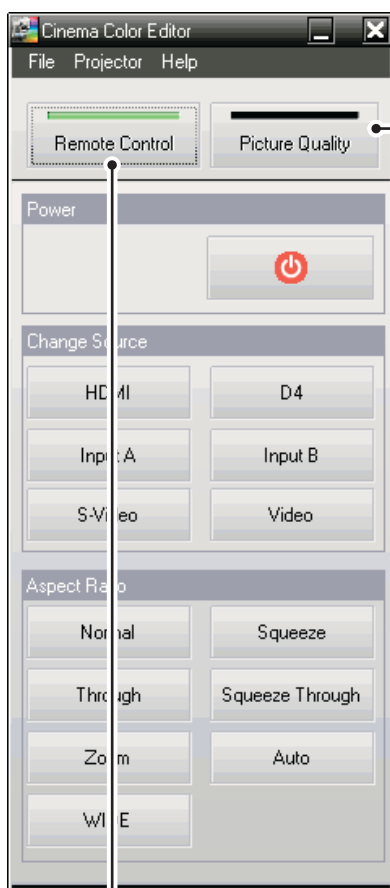 Cinema Color Editor
File Projector Help
Remote Control Picture Quality
Power
Change Source
HDMI D4
Input A Input B
S-Video Video
Aspect Ratio
Normal Squeeze
Through Squeeze Through
Zoom Auto
WIDE